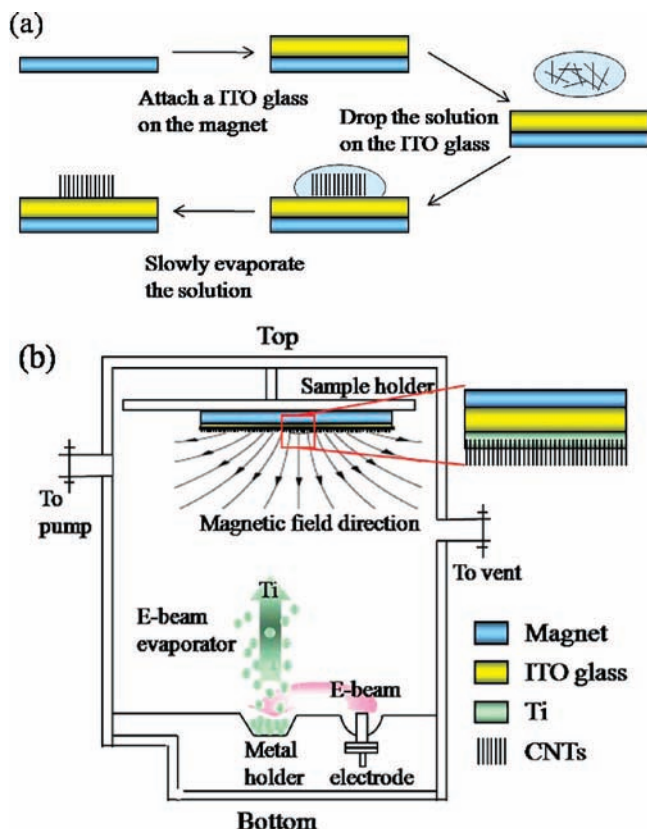 (a)
Attach a ITO glass
on the magnet
Drop the solution
on the ITO glass
Slowly evaporate
the solution
(b)
Top
Sample holder
To
pump
Magnetic field direction
To vent
Ti
E-beam
evaporator
E-beam
Metal
holder
electrode
Bottom
Magnet
ITO glass
Ti
CNTs